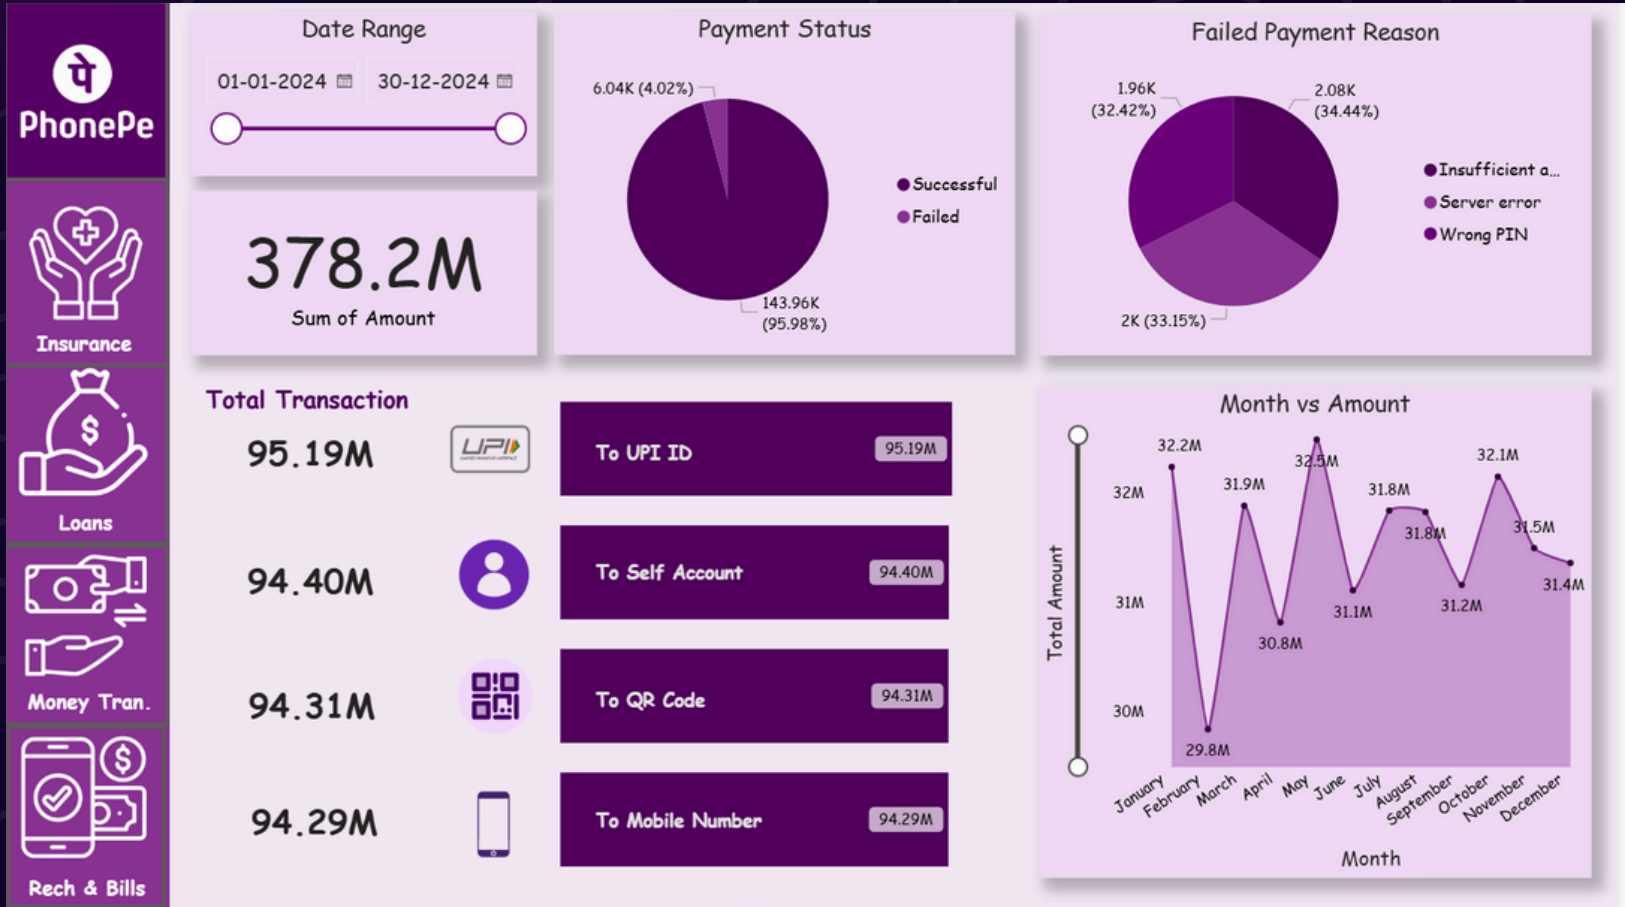 पे
PhonePe
Insurance
$
Loans
Money Tran.
$
Rech & Bills
Date Range
01-01-2024
30-12-2024
378.2M
Sum of Amount
Payment Status
6.04K (4.02%)
143.96K
(95.98%)
Successful
Failed
Failed Payment Reason
1.96K
(32.42%)
2.08K
(34.44%)
2K (33.15%)
Insufficient a...
Server error
Wrong PIN
Total Transaction
95.19M
UPI
To UPI ID
95.19M
94.40M
To Self Account
94.40M
94.31M
To QR Code
94.31M
94.29M
To Mobile Number
94.29M
Month vs Amount
Total Amount
32M
31M
30M
32.2M
29.8M
31.9M
30.8M
32.5M
31.1M
31.8M
31.8M
31.2M
32.1M
31.5M
31.4M
January
February
March
April
May
June
July
August
September
October
November
December
Month